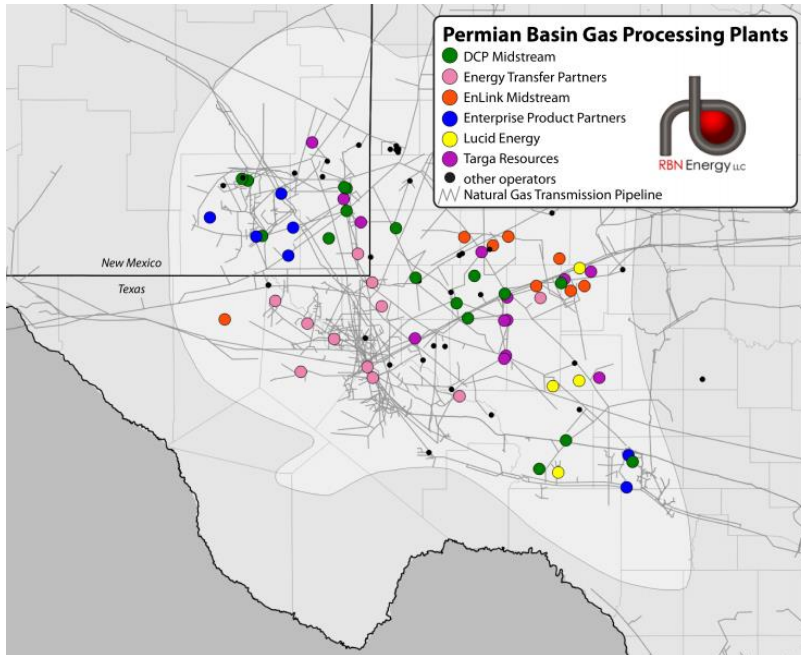 Permian Basin Gas Processing Plants
DCP Midstream
Energy Transfer Partners
EnLink Midstream
Enterprise Product Partners
Lucid Energy
Targa Resources
other operators
Natural Gas Transmission Pipeline
RBN Energy LLC
New Mexico
Texas